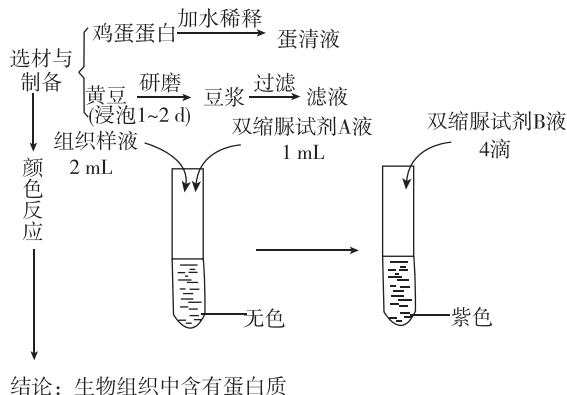 选材与
制备
鸡蛋蛋白
加水稀释
蛋清液
黄豆
(浸泡1~2 d)
研磨
豆浆
过滤
滤液
颜色反应
组织样液
2 mL
双缩脲试剂A液
1 mL
双缩脲试剂B液
4滴
无色
紫色
结论：生物组织中含有蛋白质